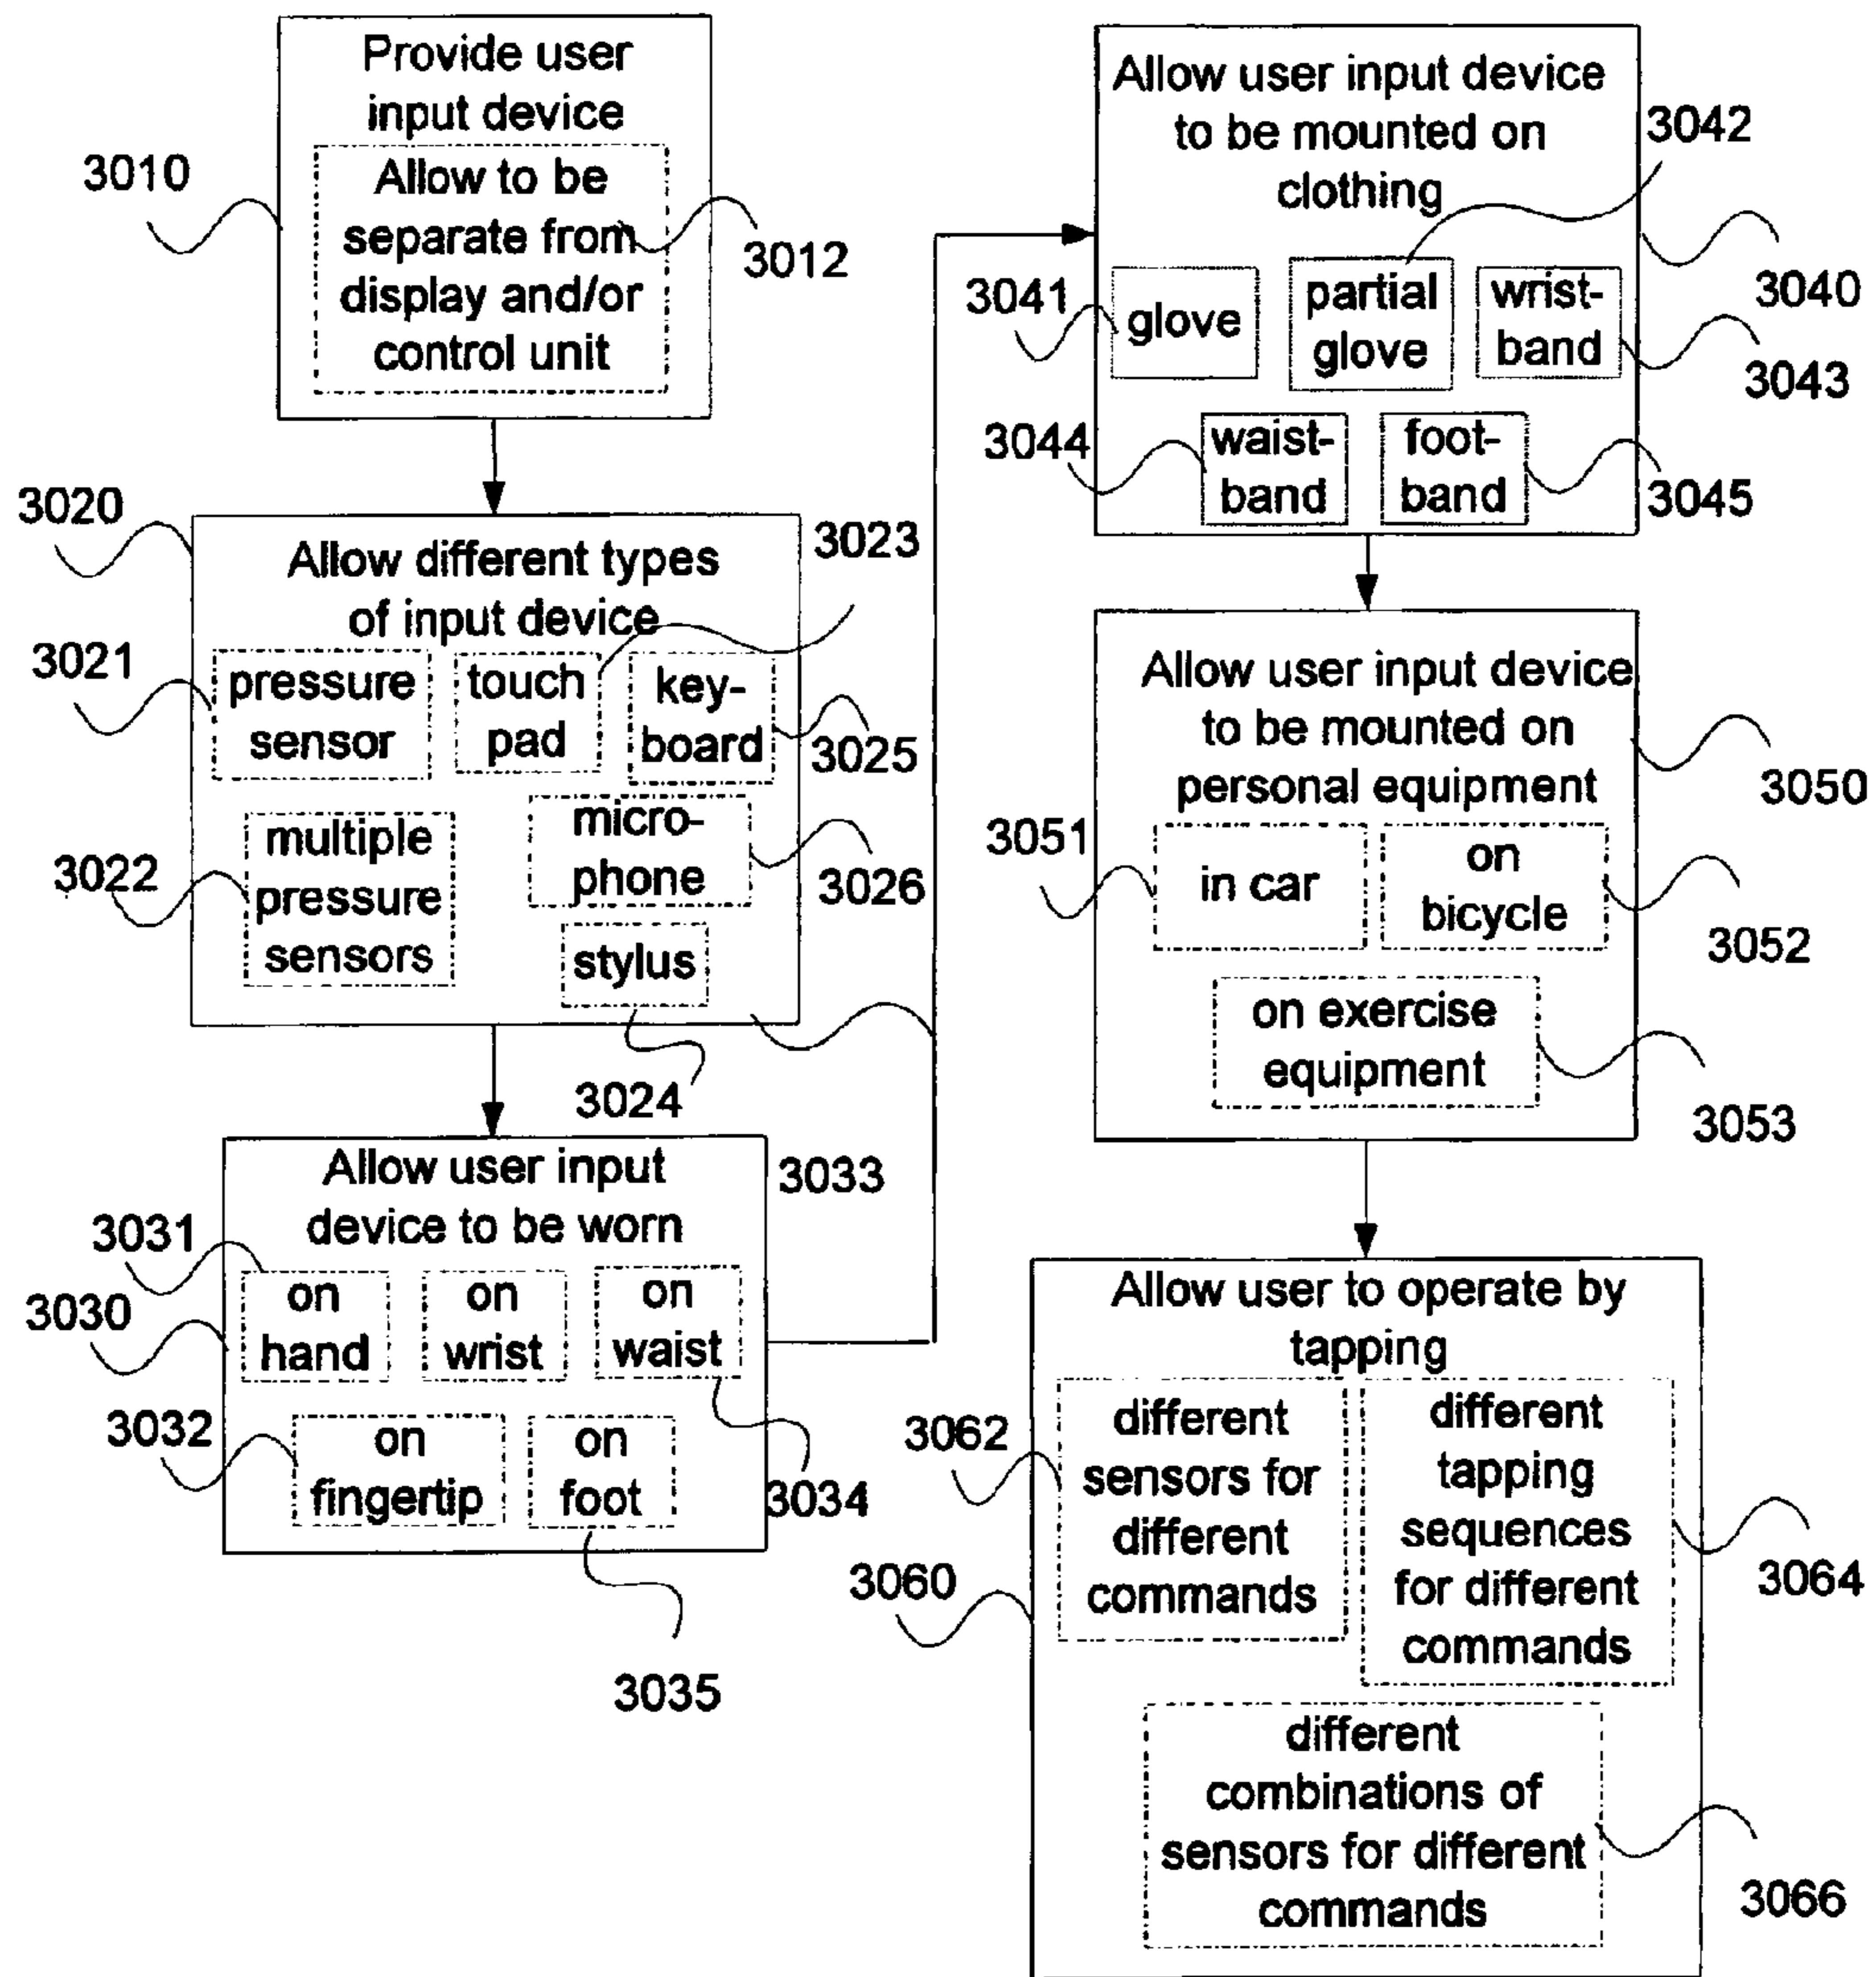 Provide user
input device
3010
Allow to be
separate from
display and/or
control unit
3012
3020
Allow different types
of input device
3023
3021
pressure
sensor
touch
pad
key-
board
3025
3022
multiple
pressure
sensors
micro-
phone
3026
stylus
3024
Allow user input
device to be worn
3033
3031
3030
on
hand
on
wrist
on
waist
3032
on
fingertip
on
foot
3034
3035
Allow user input device
to be mounted on
clothing
3042
3040
3041
glove
partial
glove
wrist-
band
3043
3044
waist-
band
foot-
band
3045
Allow user input device
to be mounted on
personal equipment
3050
3051
in car
on
bicycle
3052
on exercise
equipment
3053
Allow user to operate by
tapping
3062
different
sensors for
different
commands
different
tapping
sequences
for different
commands
3064
3060
different
combinations of
sensors for different
commands
3066